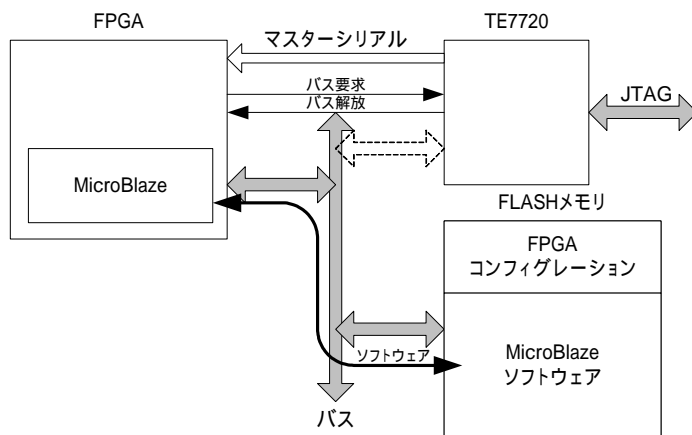 FPGA
TE7720
マスターシリアル
バス要求
バス解放
JTAG
MicroBlaze
FLASHメモリ
FPGA
コンフィグレーション
ソフトウェア
MicroBlaze
ソフトウェア
バス